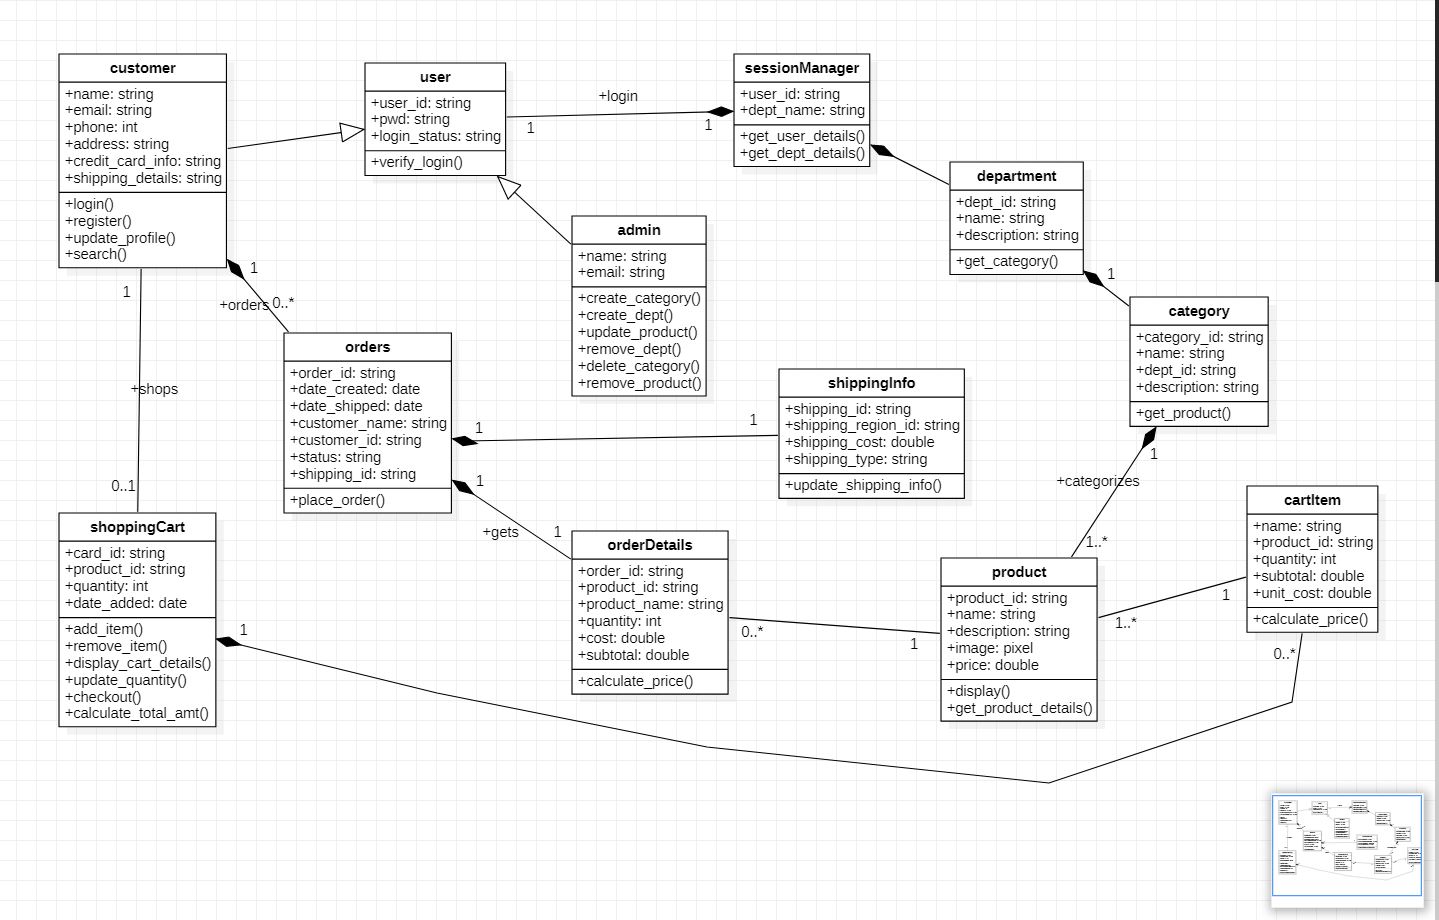 customer
+name: string
+email: string
+phone: int
+address: string
+credit_card_info: string
+shipping_details: string
+login()
+register()
+update_profile()
+search()
user
+user_id: string
+pwd: string
+login_status: string
+verify_login()
1
+login
1
sessionManager
+user_id: string
+dept_name: string
+get_user_details()
+get_dept_details()
admin
+name: string
+email: string
+create_category()
+create_dept()
+update_product()
+remove_dept()
+delete_category()
+remove_product()
department
+dept_id: string
+name: string
+description: string
+get_category()
1
category
+category_id: string
+name: string
+dept_id: string
+description: string
+get_product()
1
+categorizes
1..*
1
+orders 0..*
orders
+order_id: string
+date_created: date
+date_shipped: date
+customer_name: string
+customer_id: string
+status: string
+shipping_id: string
+place_order()
1
1
shippingInfo
+shipping_id: string
+shipping_region_id: string
+shipping_cost: double
+shipping_type: string
+update_shipping_info()
1
+gets
1
orderDetails
+order_id: string
+product_id: string
+product_name: string
+quantity: int
+cost: double
+subtotal: double
+calculate_price()
0..*
1
product
+product_id: string
+name: string
+description: string
+image: pixel
+price: double
+display()
+get_product_details()
1..*
1
cartItem
+name: string
+product_id: string
+quantity: int
+subtotal: double
+unit_cost: double
+calculate_price()
0..*
1
+shops
0..1
shoppingCart
+card_id: string
+product_id: string
+quantity: int
+date_added: date
+add_item()
+remove_item()
+display_cart_details()
+update_quantity()
+checkout()
+calculate_total_amt()
1